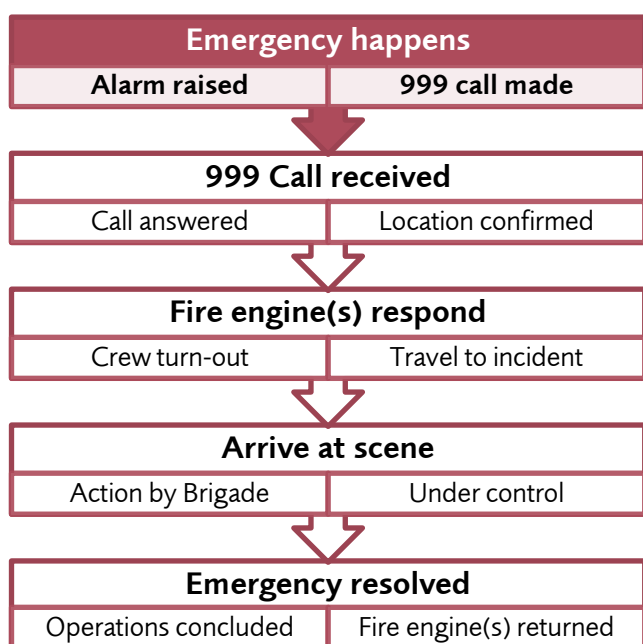 Emergency happens
Alarm raised
999 call made
999 Call received
Call answered
Location confirmed
Fire engine(s) respond
Crew turn-out
Travel to incident
Arrive at scene
Action by Brigade
Under control
Emergency resolved
Operations concluded
Fire engine(s) returned